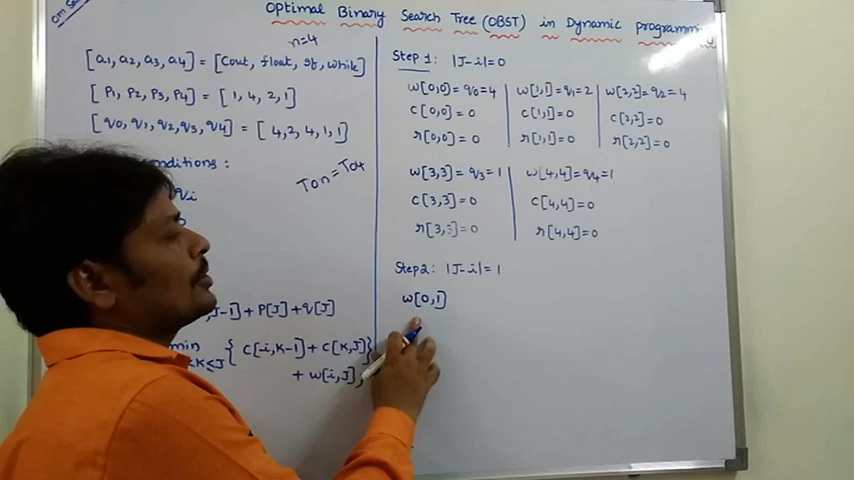 Optimal Binary Search Tree (OBST) in Dynamic programming
n=4
[a1, a2, a3, a4] = [Cout, float, if, while]
[P1, P2, P3, P4] = [1, 4, 2, 1]
[q0, q1, q2, q3, q4] = [4, 2, 4, 1, 1]
onditions :
Ton = T04
qi
0
J-1] + P[J] + q[J]
min { C[i, K-1] + C[K, J] }
<K≤J
+ w[i, J]
Step 1 : |J-i|=0
w[0,0] = q0=4
C[0,0] = 0
r[0,0] = 0
w[1,1] = q1=2
C[1,1] = 0
r[1,1] = 0
w[2,2] = q2=4
C[2,2] = 0
r[2,2] = 0
w[3,3] = q3=1
C[3,3] = 0
r[3,3] = 0
w[4,4] = q4=1
C[4,4] = 0
r[4,4] = 0
Step2 : |J-i| = 1
w[0,1]